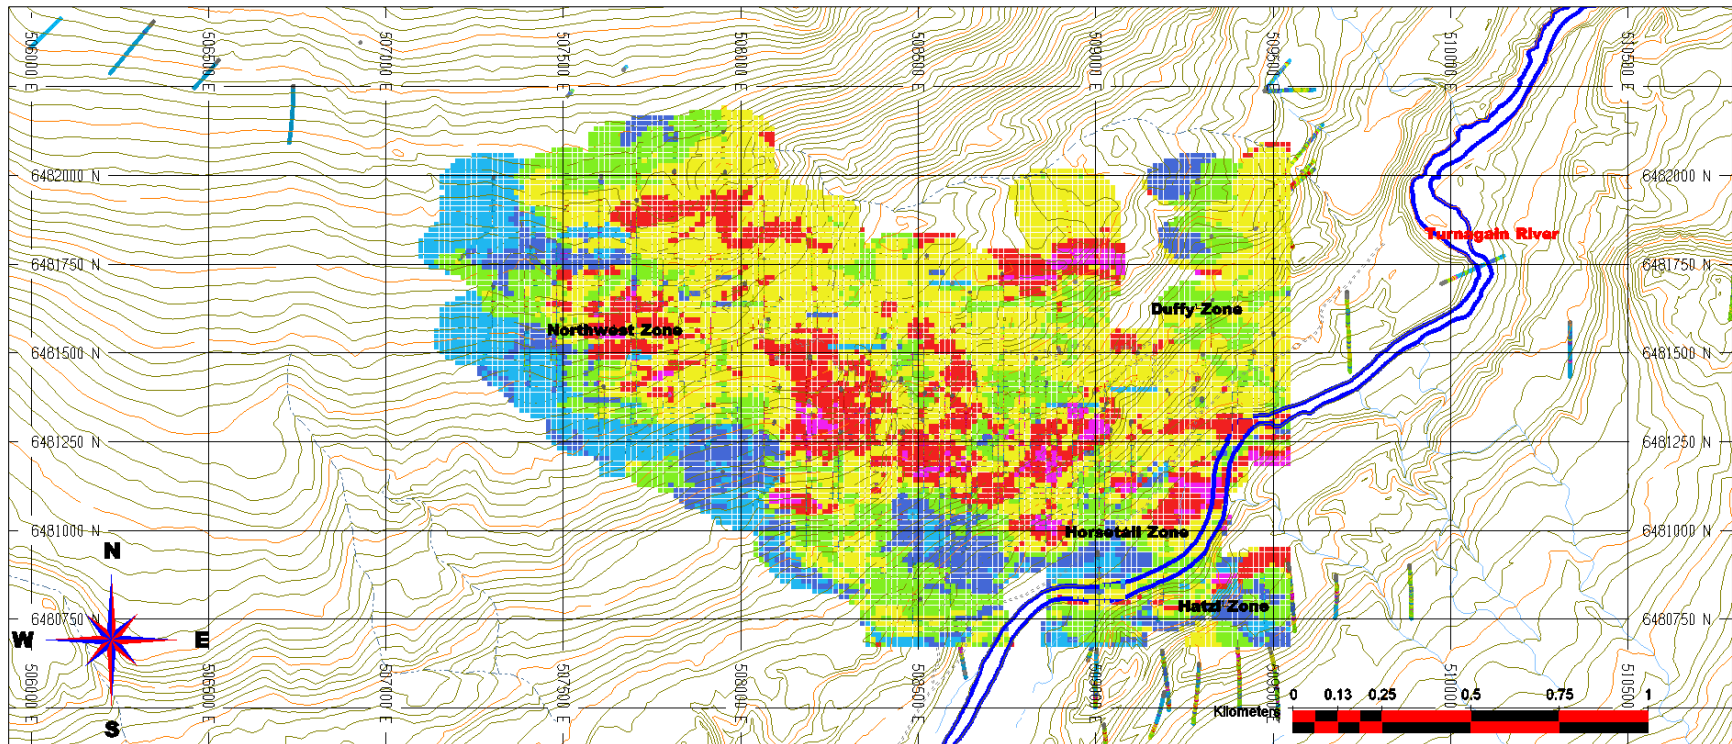 506000 E
506500 E
507000 E
507500 E
508000 E
508500 E
509000 E
509500 E
510000 E
510500 E
6482000 N
6482000 N
Turnagain River
6481750 N
6481750 N
Duffy Zone
Northwest Zone
6481500 N
6481500 N
6481250 N
6481250 N
6481000 N
Horsetail Zone
6481000 N
N
Hatzl Zone
6480750 N
6480750 N
W
E
506000 E
506500 E
507000 E
507500 E
508000 E
508500 E
509000 E
509500 E
510000 E
510500 E
0 0.13 0.25 0.5 0.75 1
Kilometers
S